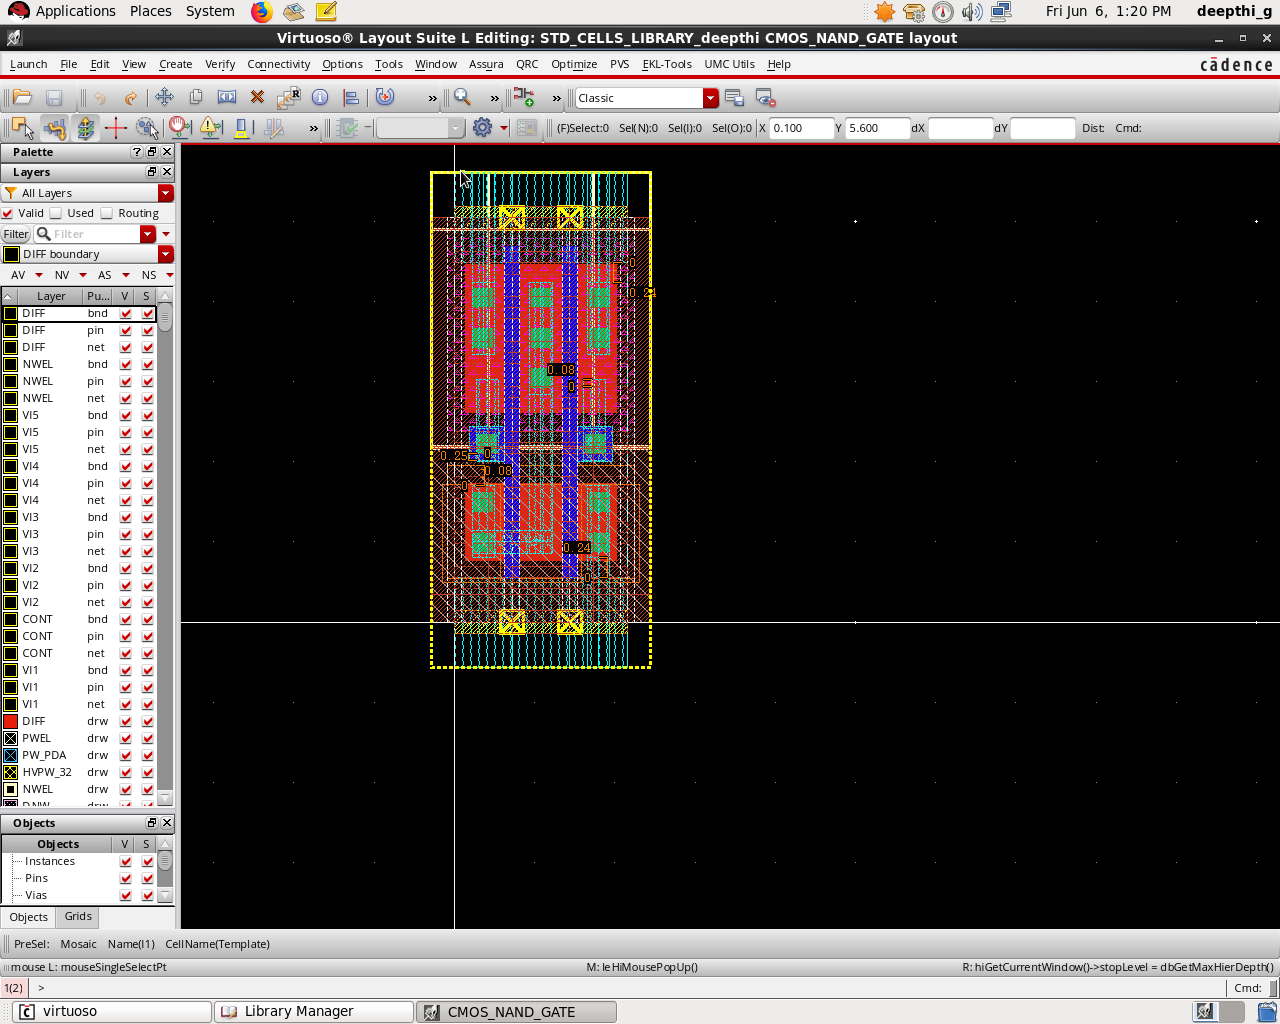 Applications Places System Fri Jun 6, 1:20 PM deepthi_g
Virtuoso® Layout Suite L Editing: STD_CELLS_LIBRARY_deepthi CMOS_NAND_GATE layout
Launch File Edit View Create Verify Connectivity Options Tools Window Assura QRC Optimize PVS EKL-Tools UMC Utils Help cādence
» » » Classic
» (F)Select:0 Sel(N):0 Sel(I):0 Sel(O):0 X 0.100 Y 5.600 dX dY Dist: Cmd:
Palette
Layers
All Layers
Valid Used Routing
Filter Filter
DIFF boundary
AV NV AS NS
Layer Pu... V S
DIFF bnd
DIFF pin
DIFF net
NWEL bnd
NWEL pin
NWEL net
VI5 bnd
VI5 pin
VI5 net
VI4 bnd
VI4 pin
VI4 net
VI3 bnd
VI3 pin
VI3 net
VI2 bnd
VI2 pin
VI2 net
CONT bnd
CONT pin
CONT net
VI1 bnd
VI1 pin
VI1 net
DIFF drw
PWEL drw
PW_PDA drw
HVPW_32 drw
NWEL drw
DNW drw
0
0.24
0.08
0
0.25 0
0.08
0
0.24
0
Objects
Objects V S
Instances
Pins
Vias
Objects Grids
PreSel: Mosaic Name(I1) CellName(Template)
mouse L: mouseSingleSelectPt M: leHiMousePopUp() R: hiGetCurrentWindow()->stopLevel = dbGetMaxHierDepth()
1(2) > Cmd:
virtuoso Library Manager CMOS_NAND_GATE